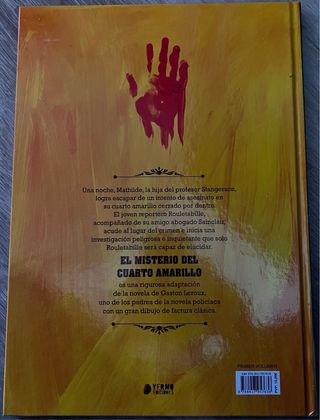 Una noche, Mathilde, la hija del profesor Stangerson,
logra escapar de un intento de asesinato en
su cuarto amarillo cerrado por dentro.
El joven reportero Rouletabille,
acompañado de su amigo abogado Sainclair,
acude al lugar del crimen e inicia una
investigación peligrosa e inquietante que solo
Rouletabille será capaz de elucidar.
EL MISTERIO DEL
CUARTO AMARILLO
es una rigurosa adaptación
de la novela de Gaston Leroux,
uno de los padres de la novela policíaca
con un gran dibujo de factura clásica.
YERMO
EDICIONES
PRIMER VOLUMEN